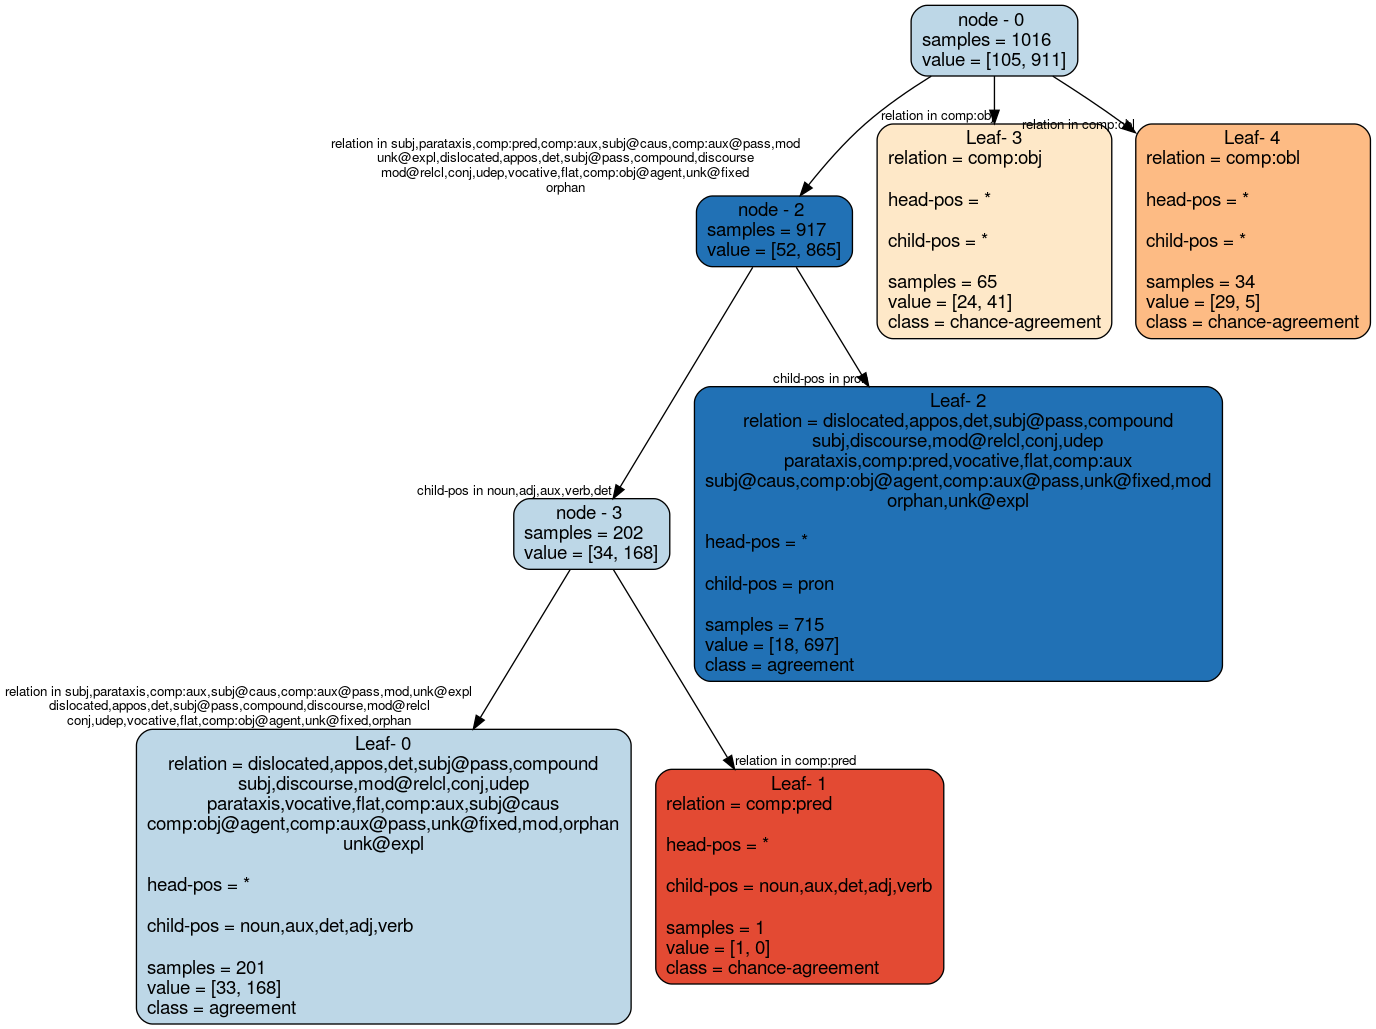 node - 0
samples = 1016
value = [105, 911]
relation in subj,parataxis,comp:pred,comp:aux,subj@caus,comp:aux@pass,mod
unk@expl,dislocated,appos,det,subj@pass,compound,discourse
mod@relcl,conj,udep,vocative,flat,comp:obj@agent,unk@fixed
orphan
relation in comp:obj
relation in comp:obl
Leaf- 3
relation = comp:obj
head-pos = *
child-pos = *
samples = 65
value = [24, 41]
class = chance-agreement
Leaf- 4
relation = comp:obl
head-pos = *
child-pos = *
samples = 34
value = [29, 5]
class = chance-agreement
node - 2
samples = 917
value = [52, 865]
child-pos in noun,adj,aux,verb,det
child-pos in pron
Leaf- 2
relation = dislocated,appos,det,subj@pass,compound
subj,discourse,mod@relcl,conj,udep
parataxis,comp:pred,vocative,flat,comp:aux
subj@caus,comp:obj@agent,comp:aux@pass,unk@fixed,mod
orphan,unk@expl
head-pos = *
child-pos = pron
samples = 715
value = [18, 697]
class = agreement
node - 3
samples = 202
value = [34, 168]
relation in subj,parataxis,comp:aux,subj@caus,comp:aux@pass,mod,unk@expl
dislocated,appos,det,subj@pass,compound,discourse,mod@relcl
conj,udep,vocative,flat,comp:obj@agent,unk@fixed,orphan
relation in comp:pred
Leaf- 0
relation = dislocated,appos,det,subj@pass,compound
subj,discourse,mod@relcl,conj,udep
parataxis,vocative,flat,comp:aux,subj@caus
comp:obj@agent,comp:aux@pass,unk@fixed,mod,orphan
unk@expl
head-pos = *
child-pos = noun,aux,det,adj,verb
samples = 201
value = [33, 168]
class = agreement
Leaf- 1
relation = comp:pred
head-pos = *
child-pos = noun,aux,det,adj,verb
samples = 1
value = [1, 0]
class = chance-agreement